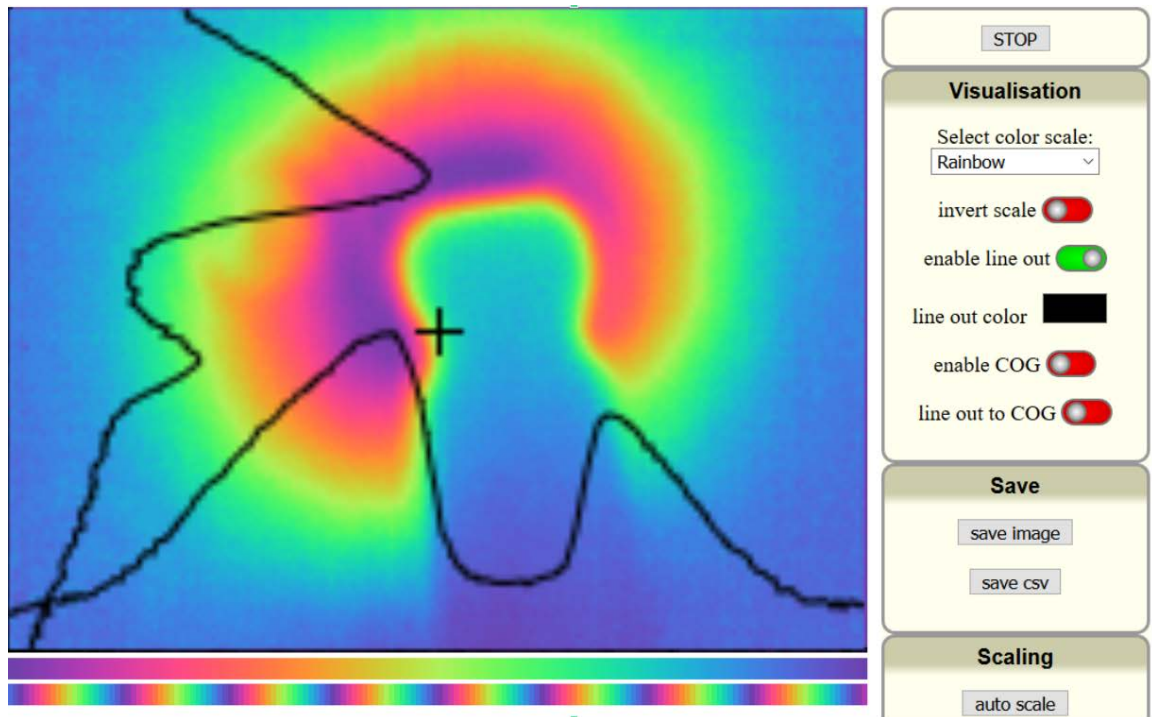 STOP
Visualisation
Select color scale:
Rainbow
invert scale
enable line out
line out color
enable COG
line out to COG
Save
save image
save csv
Scaling
auto scale